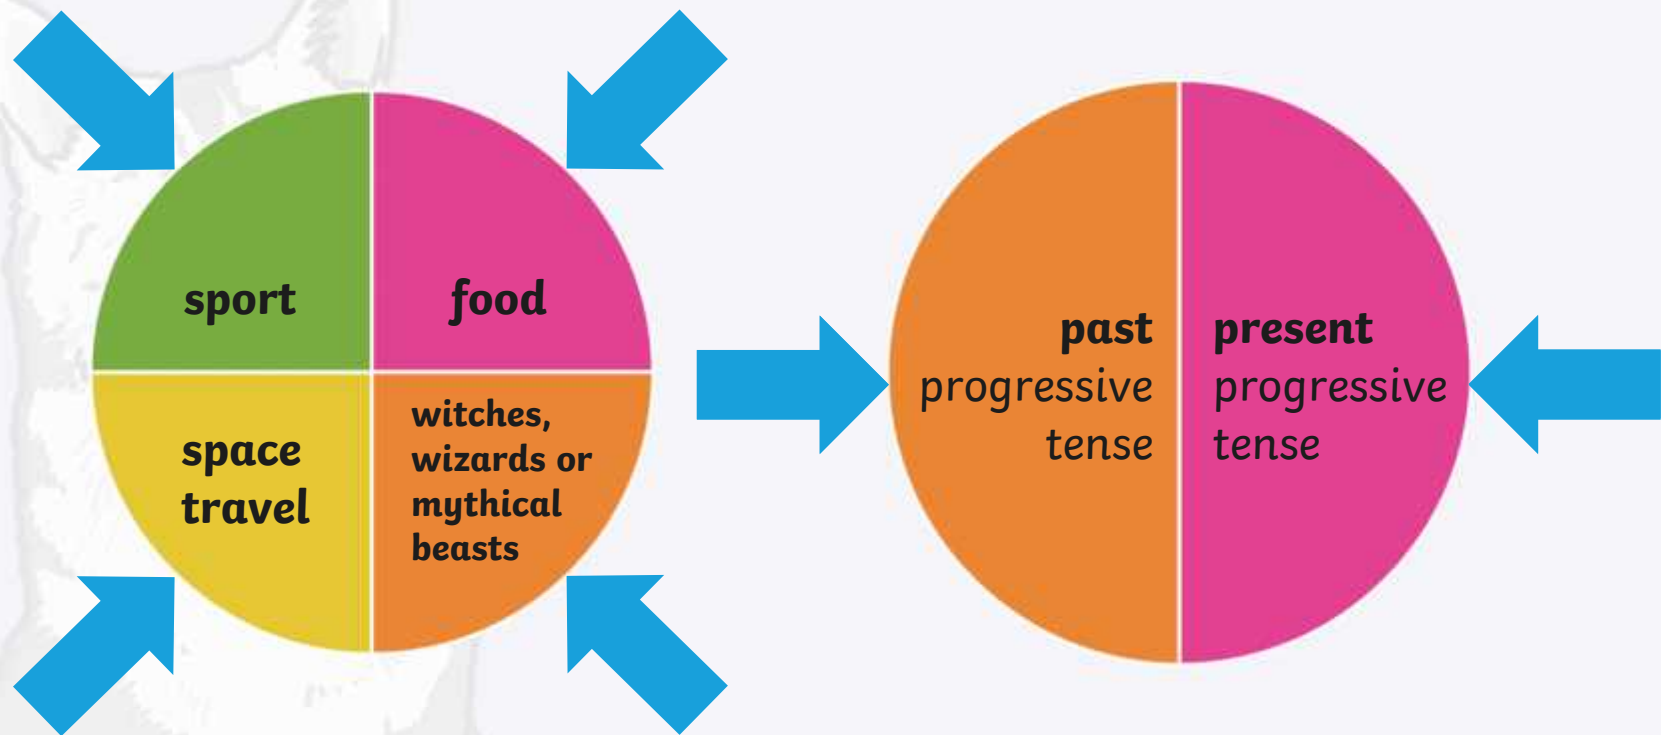 sport
food
space
travel
witches,
wizards or
mythical
beasts
past
progressive
tense
present
progressive
tense